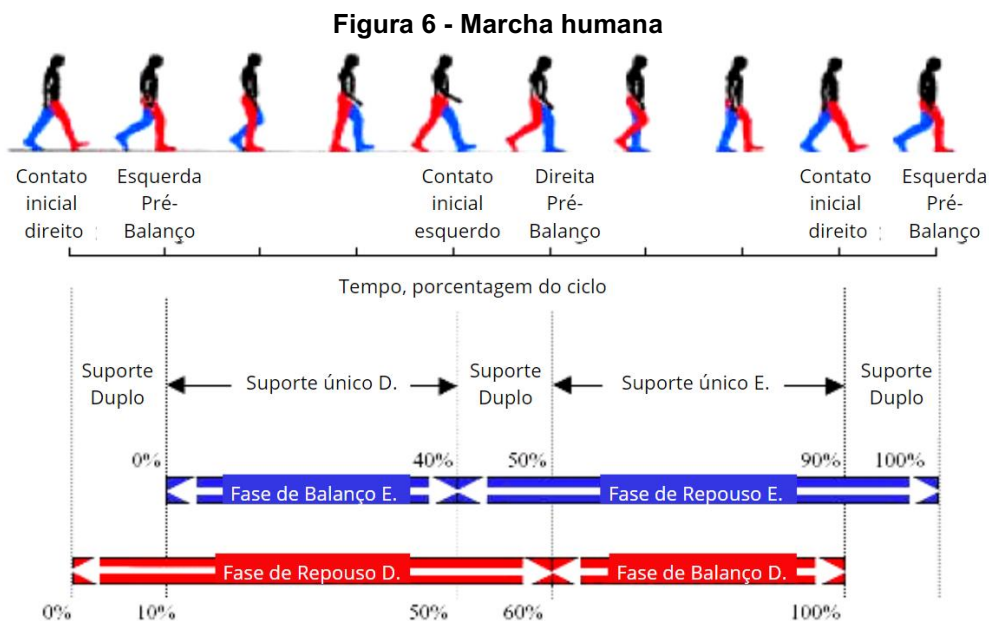 Figura 6 - Marcha humana
Contato
inicial
direito :
Esquerda
Pré-
Balanço
Contato
inicial
esquerdo
Direita
Pré-
Balanço
Contato
inicial
direito :
Esquerda
Pré-
Balanço
Tempo, porcentagem do ciclo
Suporte
Duplo
Suporte único D.
Suporte
Duplo
Suporte único E.
Suporte
Duplo
0% 40% 50% 90% 100%
Fase de Balanço E. Fase de Repouso E.
Fase de Repouso D. Fase de Balanço D.
0% 10% 50% 60% 100%